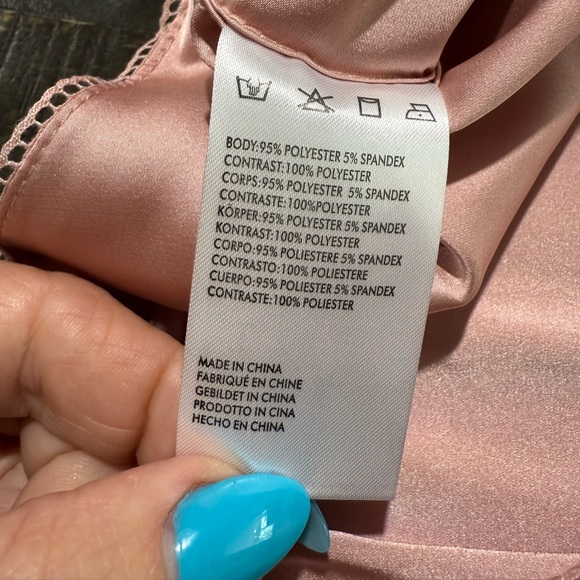 BODY:95% POLYESTER 5% SPANDEX
CONTRAST:100% POLYESTER
CORPS:95% POLYESTER 5% SPANDEX
CONTRASTE:100%POLYESTER
KÖRPER:95% POLYESTER 5% SPANDEX
KONTRAST:100% POLYESTER
CORPO:95% POLIESTERE 5% SPANDEX
CONTRASTO:100% POLIESTERE
CUERPO:95% POLIESTER 5% SPANDEX
CONTRASTE:100% POLIESTER
MADE IN CHINA
FABRIQUÉ EN CHINE
GEBILDET IN CHINA
PRODOTTO IN CINA
HECHO EN CHINA